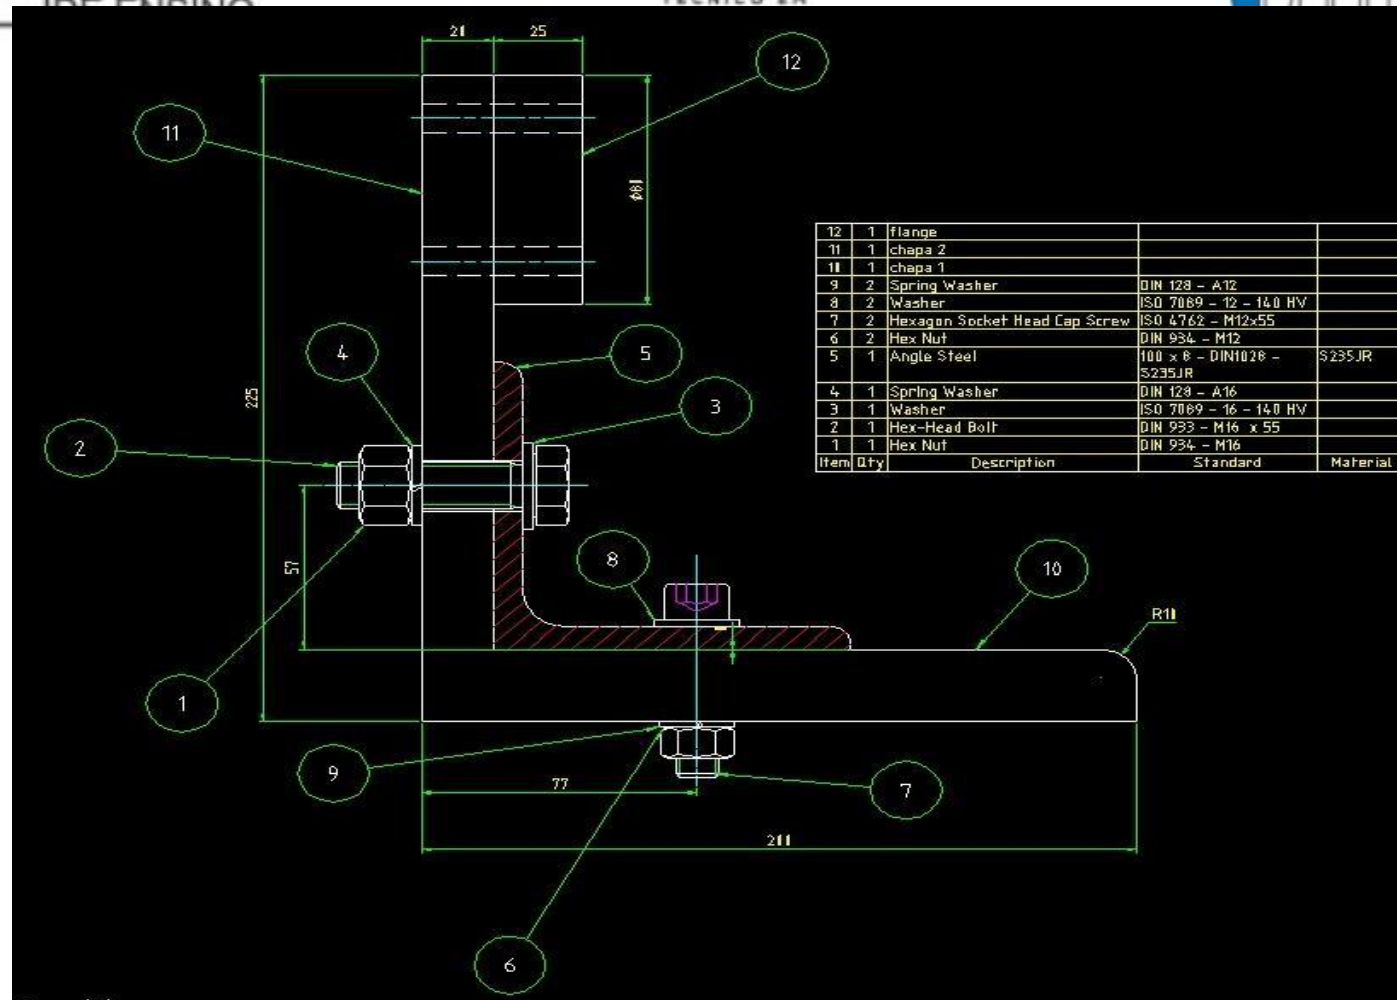 20
25
12
11
Ø80
12 1 flange
11 1 chapa 2
10 1 chapa 1
9 2 Spring Washer DIN 128 - A12
8 2 Washer ISO 7089 - 12 - 140 HV
7 2 Hexagon Socket Head Cap Screw ISO 4762 - M12x55
6 2 Hex Nut DIN 934 - M12
5 1 Angle Steel 100 x 8 - DIN1028 - S235JR
S235JR
4 1 Spring Washer DIN 128 - A16
3 1 Washer ISO 7089 - 16 - 140 HV
2 1 Hex-Head Bolt DIN 933 - M16 x 55
1 1 Hex Nut DIN 934 - M16
Item Qty Description Standard Material
4
5
225
3
2
8
57
10
R10
1
9
77
7
200
6